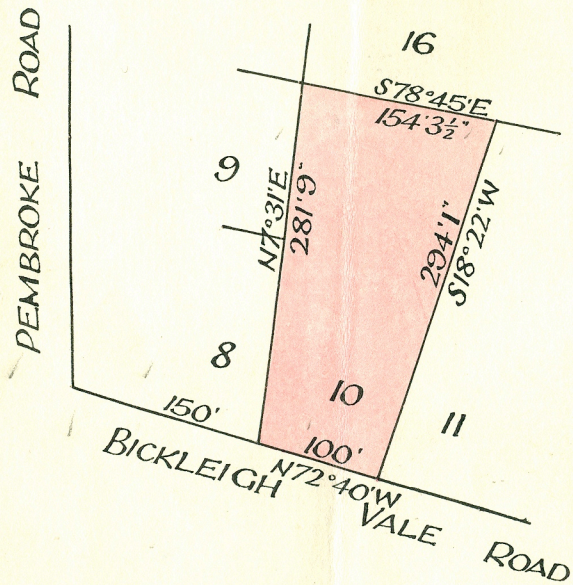 16
S78°45'E
154'3½"
PEMBROKE ROAD
9
N7°31'E
281'9"
294'1"
S18°22'W
8
10
11
150'
100'
N72°40'W
BICKLEIGH VALE ROAD